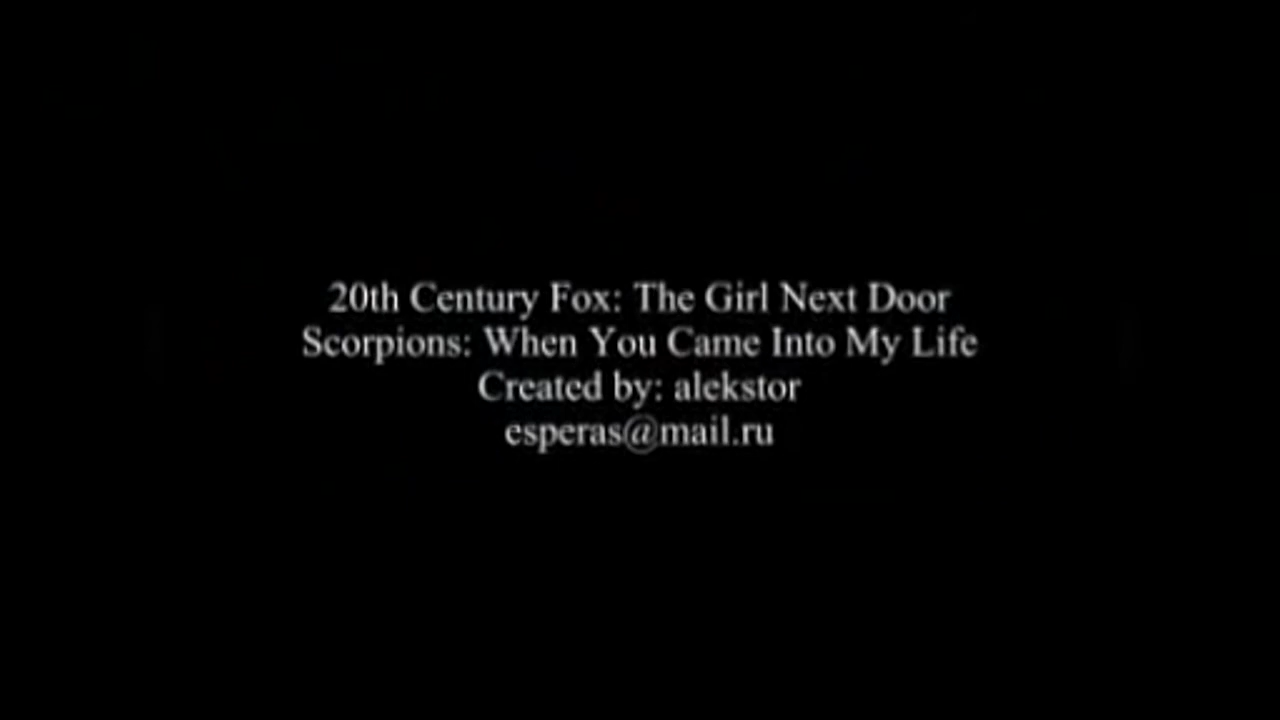 20th Century Fox: The Girl Next Door
Scorpions: When You Came Into My Life
Created by: alekstor
esperas@mail.ru